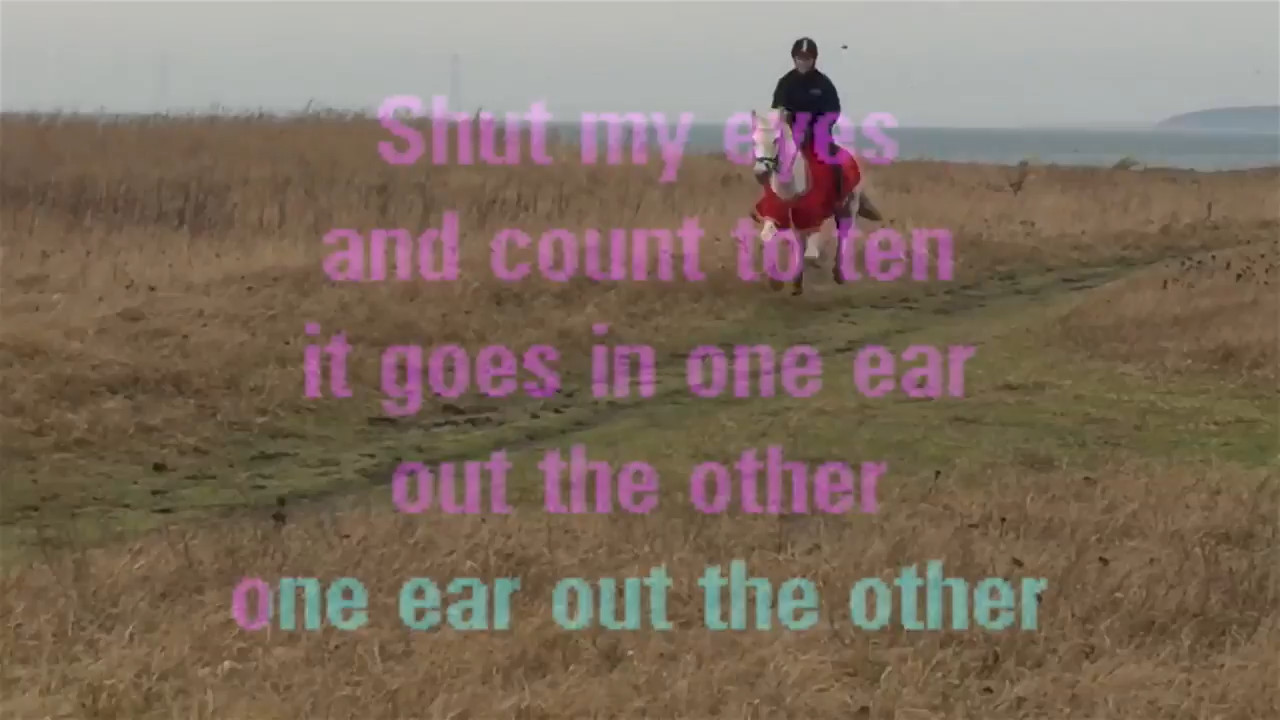 Shut my eyes
and count to ten
it goes in one ear
out the other
one ear out the other